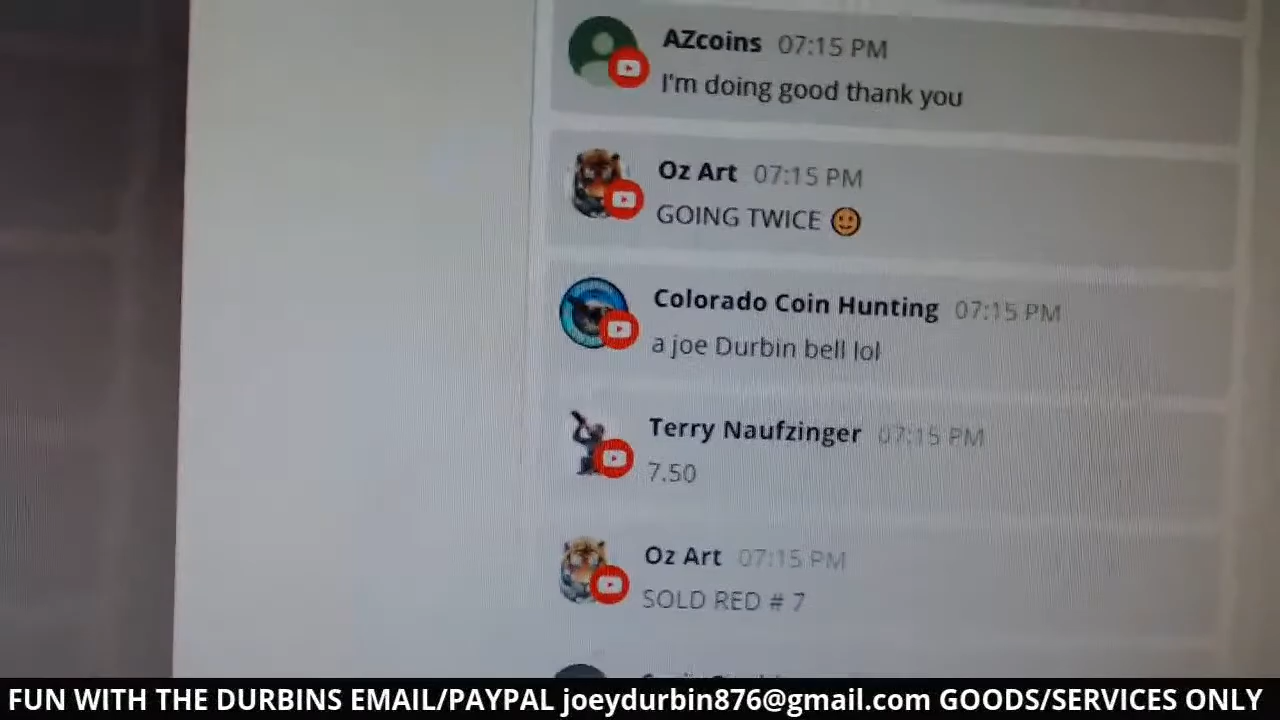 AZcoins 07:15 PM
I'm doing good thank you
Oz Art 07:15 PM
GOING TWICE
Colorado Coin Hunting 07:15 PM
a joe Durbin bell lol
Terry Naufzinger 07:15 PM
7.50
Oz Art 07:15 PM
SOLD RED # 7
FUN WITH THE DURBINS EMAIL/PAYPAL joeydurbin876@gmail.com GOODS/SERVICES ONLY